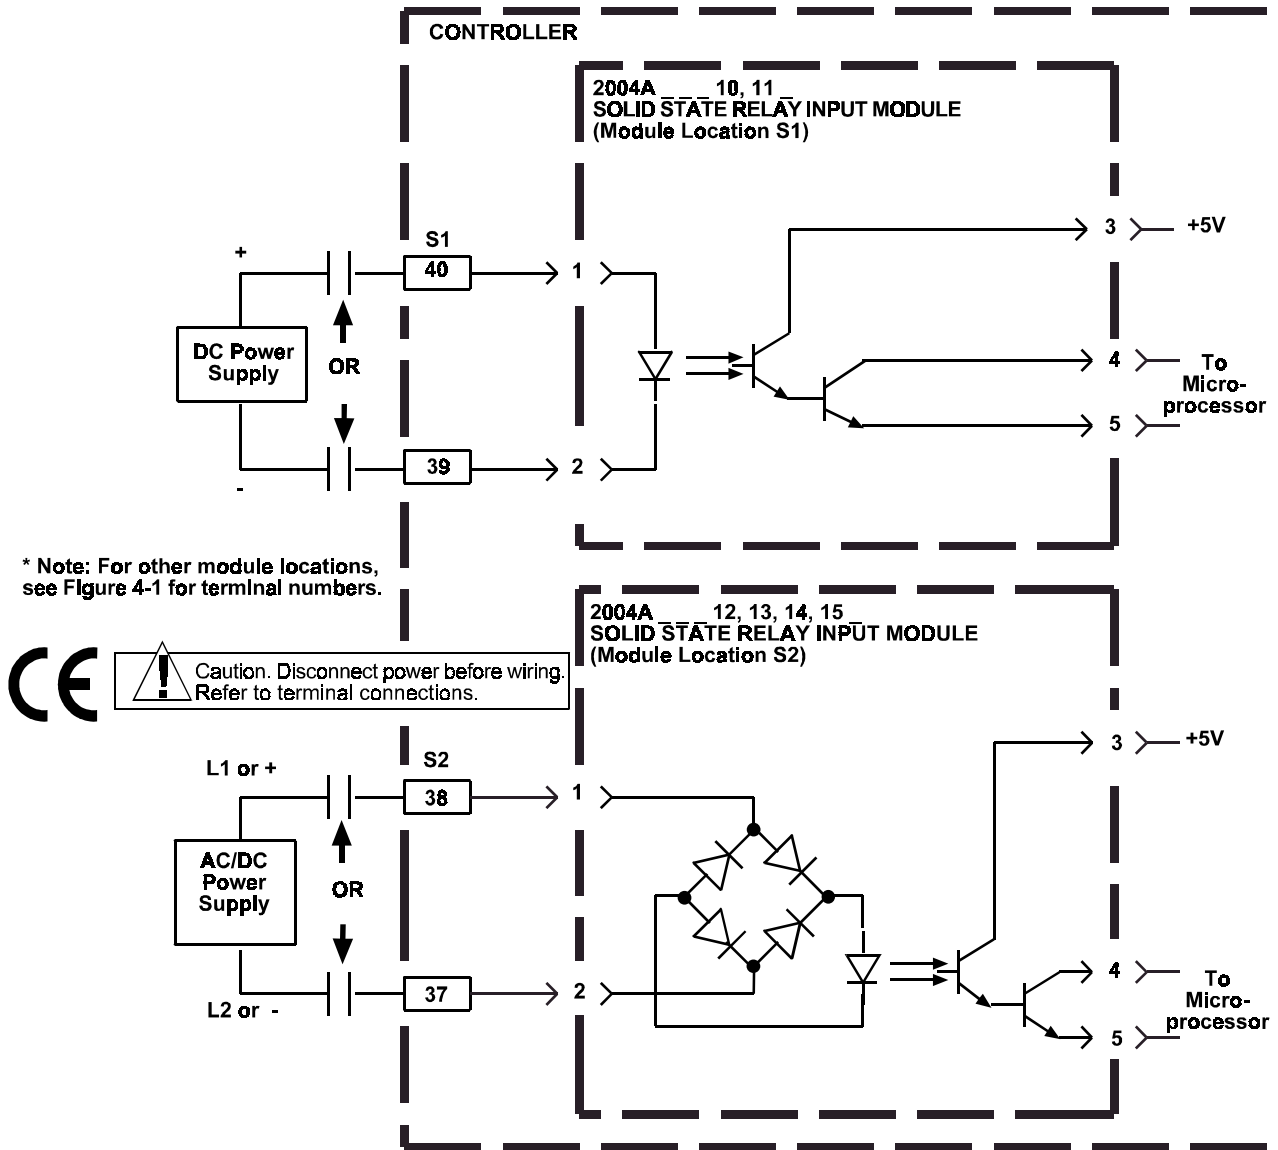 CONTROLLER
2004A _ _ _ 10, 11 _
SOLID STATE RELAY INPUT MODULE
(Module Location S1)
3
+5V
+
S1
40
1
DC Power
Supply
OR
4
To
Micro-
processor
5
39
2
-
* Note: For other module locations,
see Figure 4-1 for terminal numbers.
2004A _ _ _ 12, 13, 14, 15 _
SOLID STATE RELAY INPUT MODULE
(Module Location S2)
CE
!
Caution. Disconnect power before wiring.
Refer to terminal connections.
3
+5V
L1 or +
S2
38
1
AC/DC
Power
Supply
OR
4
To
Micro-
processor
37
2
L2 or -
5